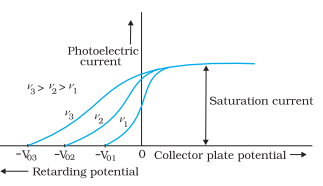 Photoelectric
current
ν₃ > ν₂ > ν₁
ν₃
ν₂
ν₁
Saturation current
–V₀₃
–V₀₂
–V₀₁
0
Collector plate potential
Retarding potential